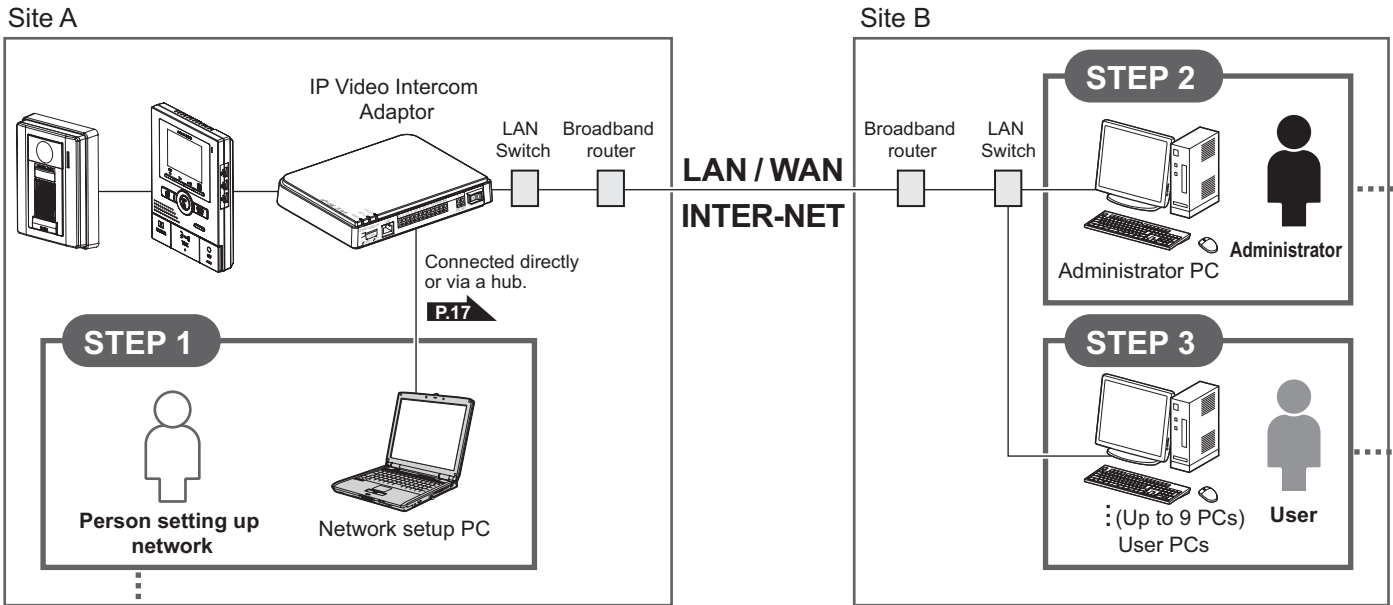 Site A
IP Video Intercom
Adaptor
LAN
Switch
Broadband
router
LAN / WAN
INTER-NET
Connected directly
or via a hub.
P.17
STEP 1
Person setting up
network
Network setup PC
Site B
Broadband
router
LAN
Switch
STEP 2
Administrator PC
Administrator
STEP 3
(Up to 9 PCs)
User PCs
User